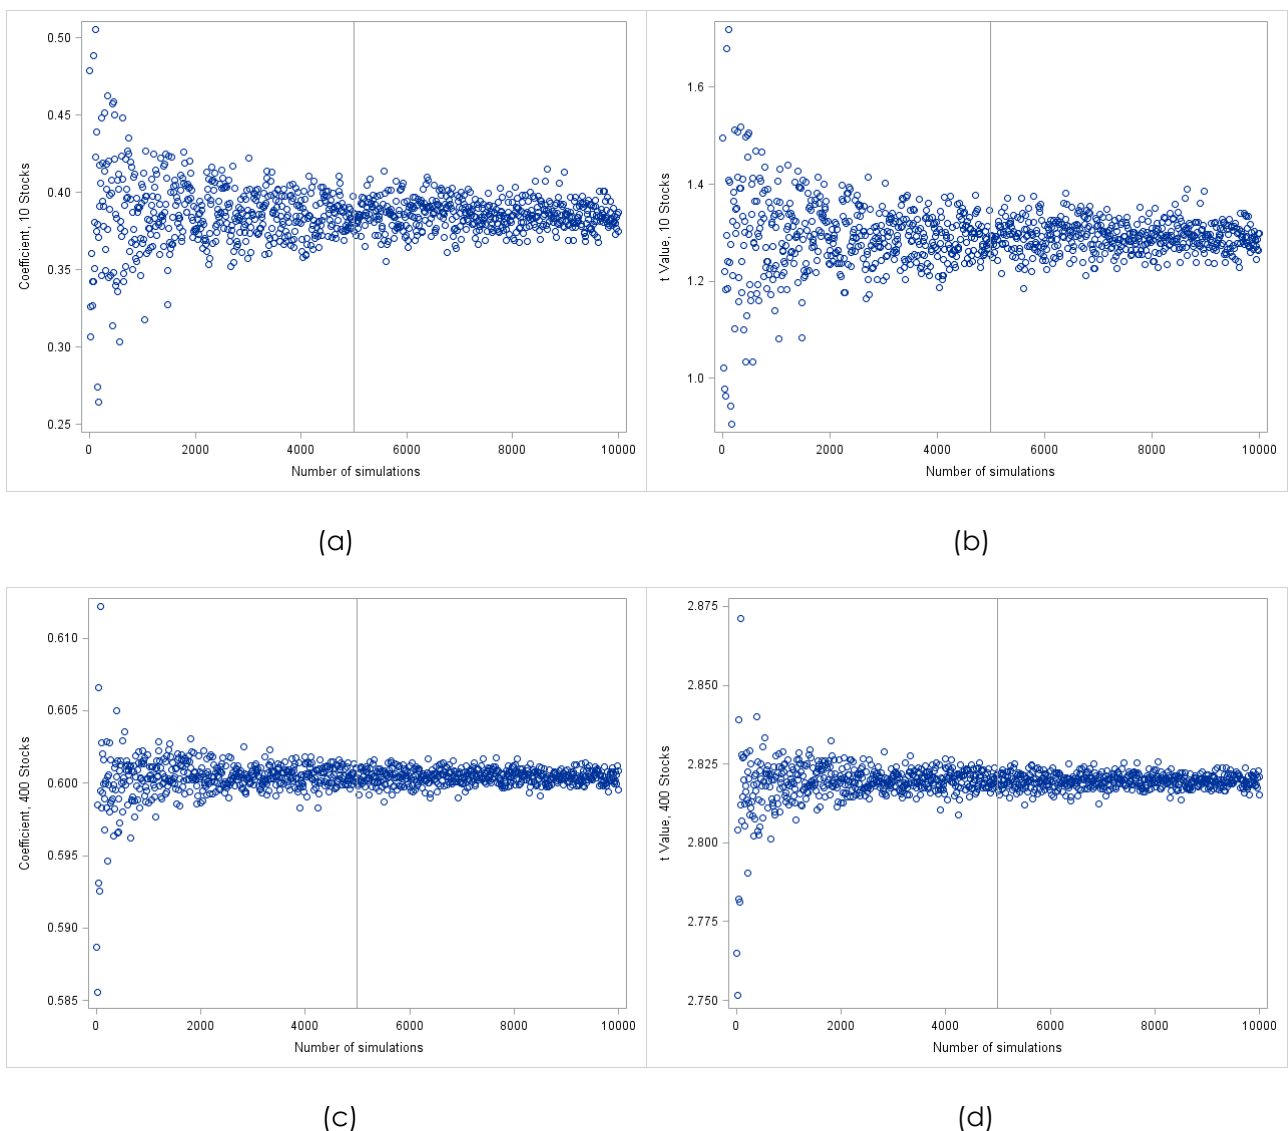 0.50
0.45
0.40
0.35
0.30
0.25
Coefficient, 10 Stocks
0 2000 4000 6000 8000 10000
Number of simulations
1.6
1.4
1.2
1.0
t Value, 10 Stocks
0 2000 4000 6000 8000 10000
Number of simulations
(a)
(b)
0.610
0.605
0.600
0.595
0.590
0.585
Coefficient, 400 Stocks
0 2000 4000 6000 8000 10000
Number of simulations
2.875
2.850
2.825
2.800
2.775
2.750
t Value, 400 Stocks
0 2000 4000 6000 8000 10000
Number of simulations
(c)
(d)